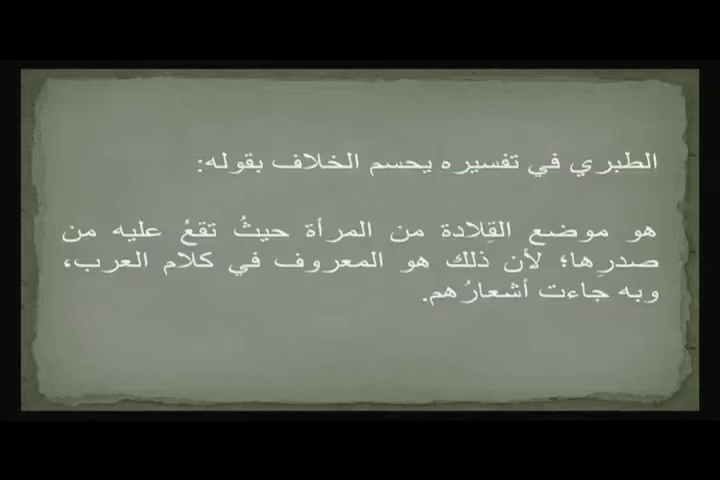 الطبري في تفسيره يحسم الخلاف بقوله:
هو موضع القِلادة من المرأة حيثُ تقعُ عليه من
صدرِها؛ لأن ذلك هو المعروف في كلام العرب،
وبه جاءت أشعارُهم.